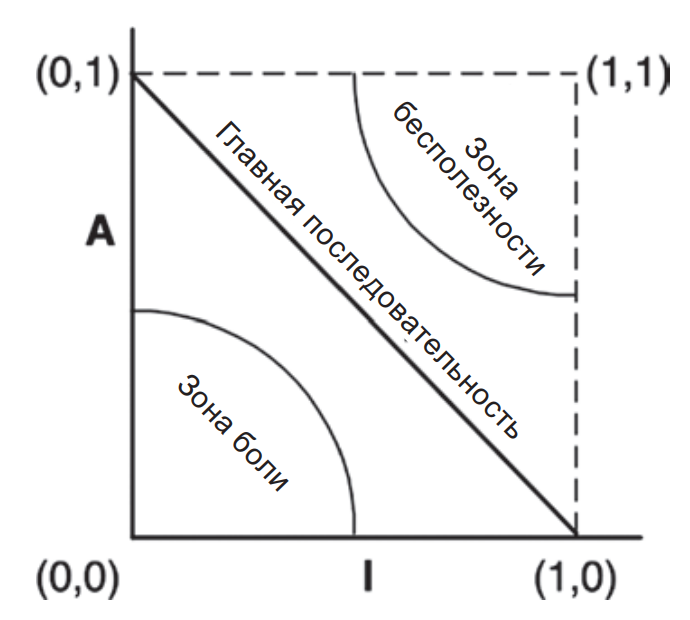 (0,1)
(1,1)
Зона
бесполезности
Главная последовательность
A
Зона боли
(0,0)
I
(1,0)